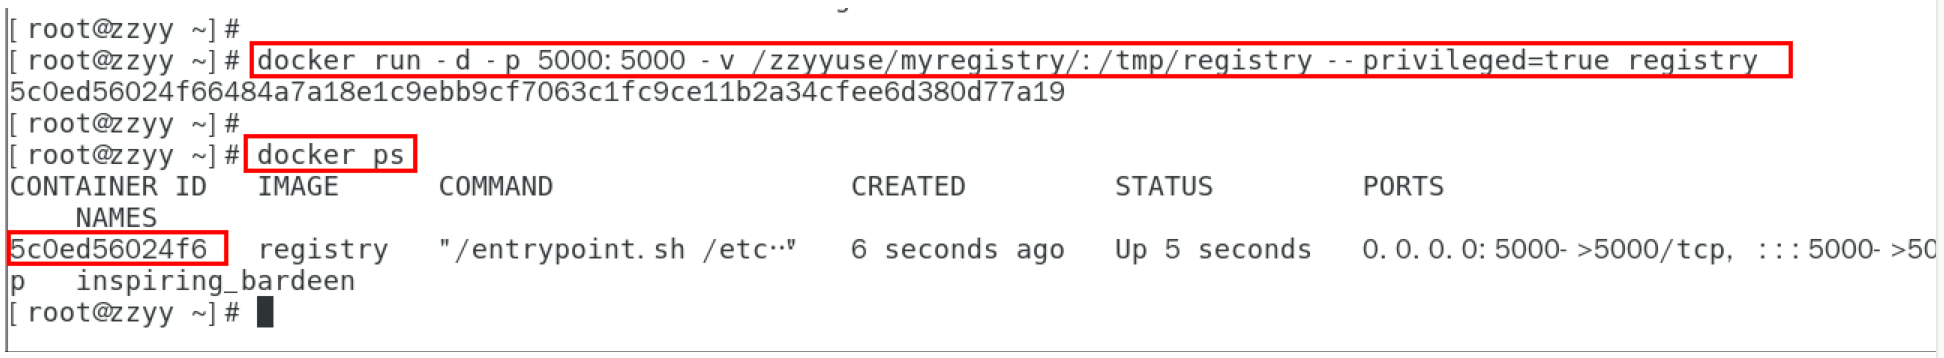 [root@zzyy ~]#
[root@zzyy ~]# docker run -d -p 5000:5000 -v /zzyyuse/myregistry/:/tmp/registry --privileged=true registry
5c0ed56024f66484a7a18e1c9ebb9cf7063c1fc9ce11b2a34cfee6d380d77a19
[root@zzyy ~]#
[root@zzyy ~]# docker ps
CONTAINER ID   IMAGE      COMMAND                  CREATED         STATUS         PORTS
    NAMES
5c0ed56024f6   registry   "/entrypoint.sh /etc…"   6 seconds ago   Up 5 seconds   0.0.0.0:5000->5000/tcp, :::5000->50
p   inspiring_bardeen
[root@zzyy ~]#